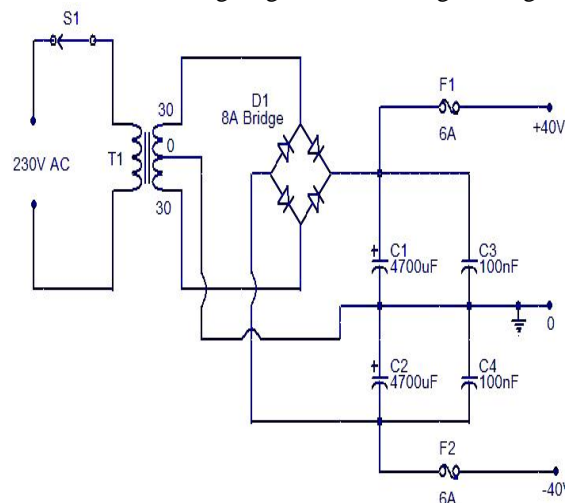 S1
230V AC
T1
30
0
30
D1
8A Bridge
F1
6A
+40V
C1
4700uF
C3
100nF
0
C2
4700uF
C4
100nF
F2
6A
-40V